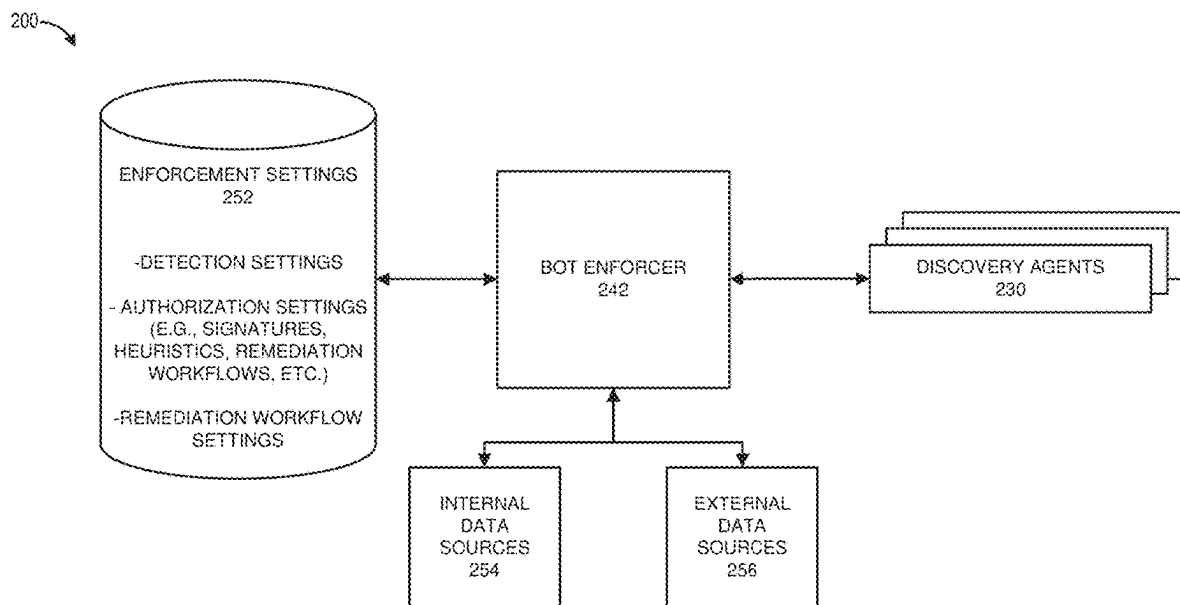 200
ENFORCEMENT SETTINGS
252
-DETECTION SETTINGS
- AUTHORIZATION SETTINGS
(E.G., SIGNATURES,
HEURISTICS, REMEDIATION
WORKFLOWS, ETC.)
-REMEDIATION WORKFLOW
SETTINGS
BOT ENFORCER
242
DISCOVERY AGENTS
230
INTERNAL
DATA
SOURCES
254
EXTERNAL
DATA
SOURCES
256